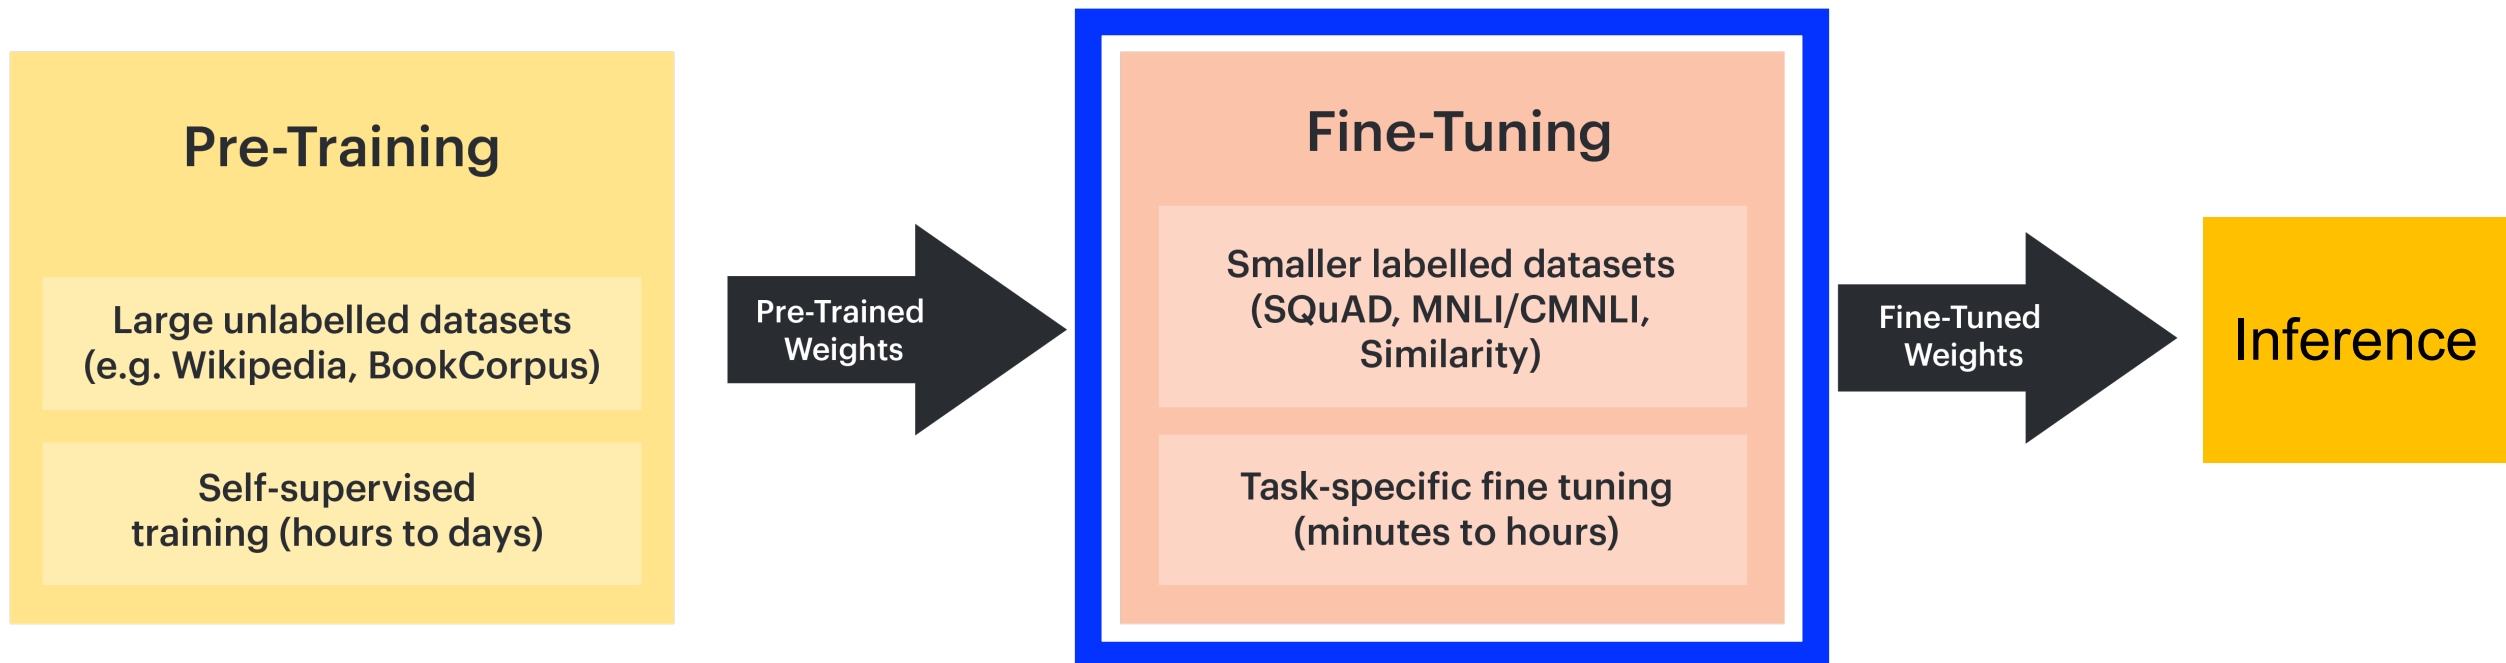 Pre-Training
Large unlabelled datasets
(e.g. Wikipedia, BookCorpus)
Self-supervised
training (hours to days)
Pre-Trained
Weights
Fine-Tuning
Smaller labelled datasets
(SQuAD, MNLI/CMNNLI,
Similarity)
Task-specific fine tuning
(minutes to hours)
Fine-Tuned
Weights
Inference